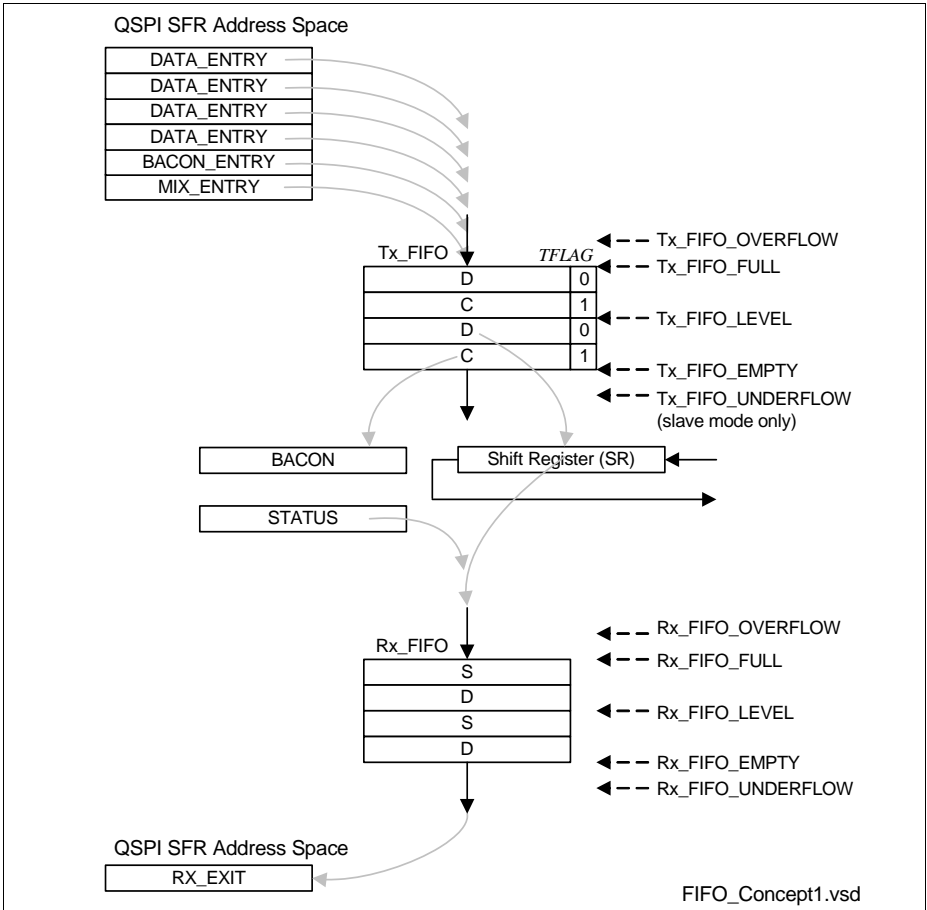 QSPI SFR Address Space
DATA_ENTRY
DATA_ENTRY
DATA_ENTRY
DATA_ENTRY
BACON_ENTRY
MIX_ENTRY
Tx_FIFO TFLAG
D 0
C 1
D 0
C 1
Tx_FIFO_OVERFLOW
Tx_FIFO_FULL
Tx_FIFO_LEVEL
Tx_FIFO_EMPTY
Tx_FIFO_UNDERFLOW
(slave mode only)
BACON
Shift Register (SR)
STATUS
Rx_FIFO
S
D
S
D
Rx_FIFO_OVERFLOW
Rx_FIFO_FULL
Rx_FIFO_LEVEL
Rx_FIFO_EMPTY
Rx_FIFO_UNDERFLOW
QSPI SFR Address Space
RX_EXIT
FIFO_Concept1.vsd